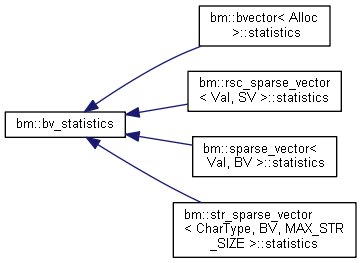 bm::bvector< Alloc
>::statistics
bm::rsc_sparse_vector
< Val, SV >::statistics
bm::bv_statistics
bm::sparse_vector<
Val, BV >::statistics
bm::str_sparse_vector
< CharType, BV, MAX_STR
_SIZE >::statistics